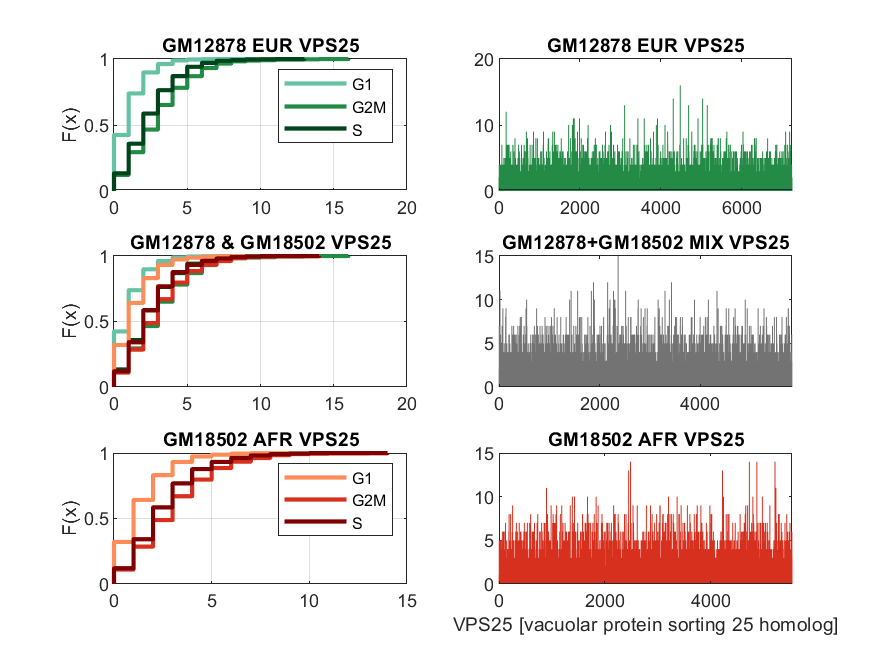 GM12878 EUR VPS25
F(x)
1
0.5
0
0 5 10 15 20
G1
G2M
S
GM12878 EUR VPS25
20
10
0
0 2000 4000 6000
GM12878 & GM18502 VPS25
F(x)
1
0.5
0
0 5 10 15 20
GM12878+GM18502 MIX VPS25
15
10
5
0
0 2000 4000
GM18502 AFR VPS25
F(x)
1
0.5
0
0 5 10 15
G1
G2M
S
GM18502 AFR VPS25
15
10
5
0
0 2000 4000
VPS25 [vacuolar protein sorting 25 homolog]